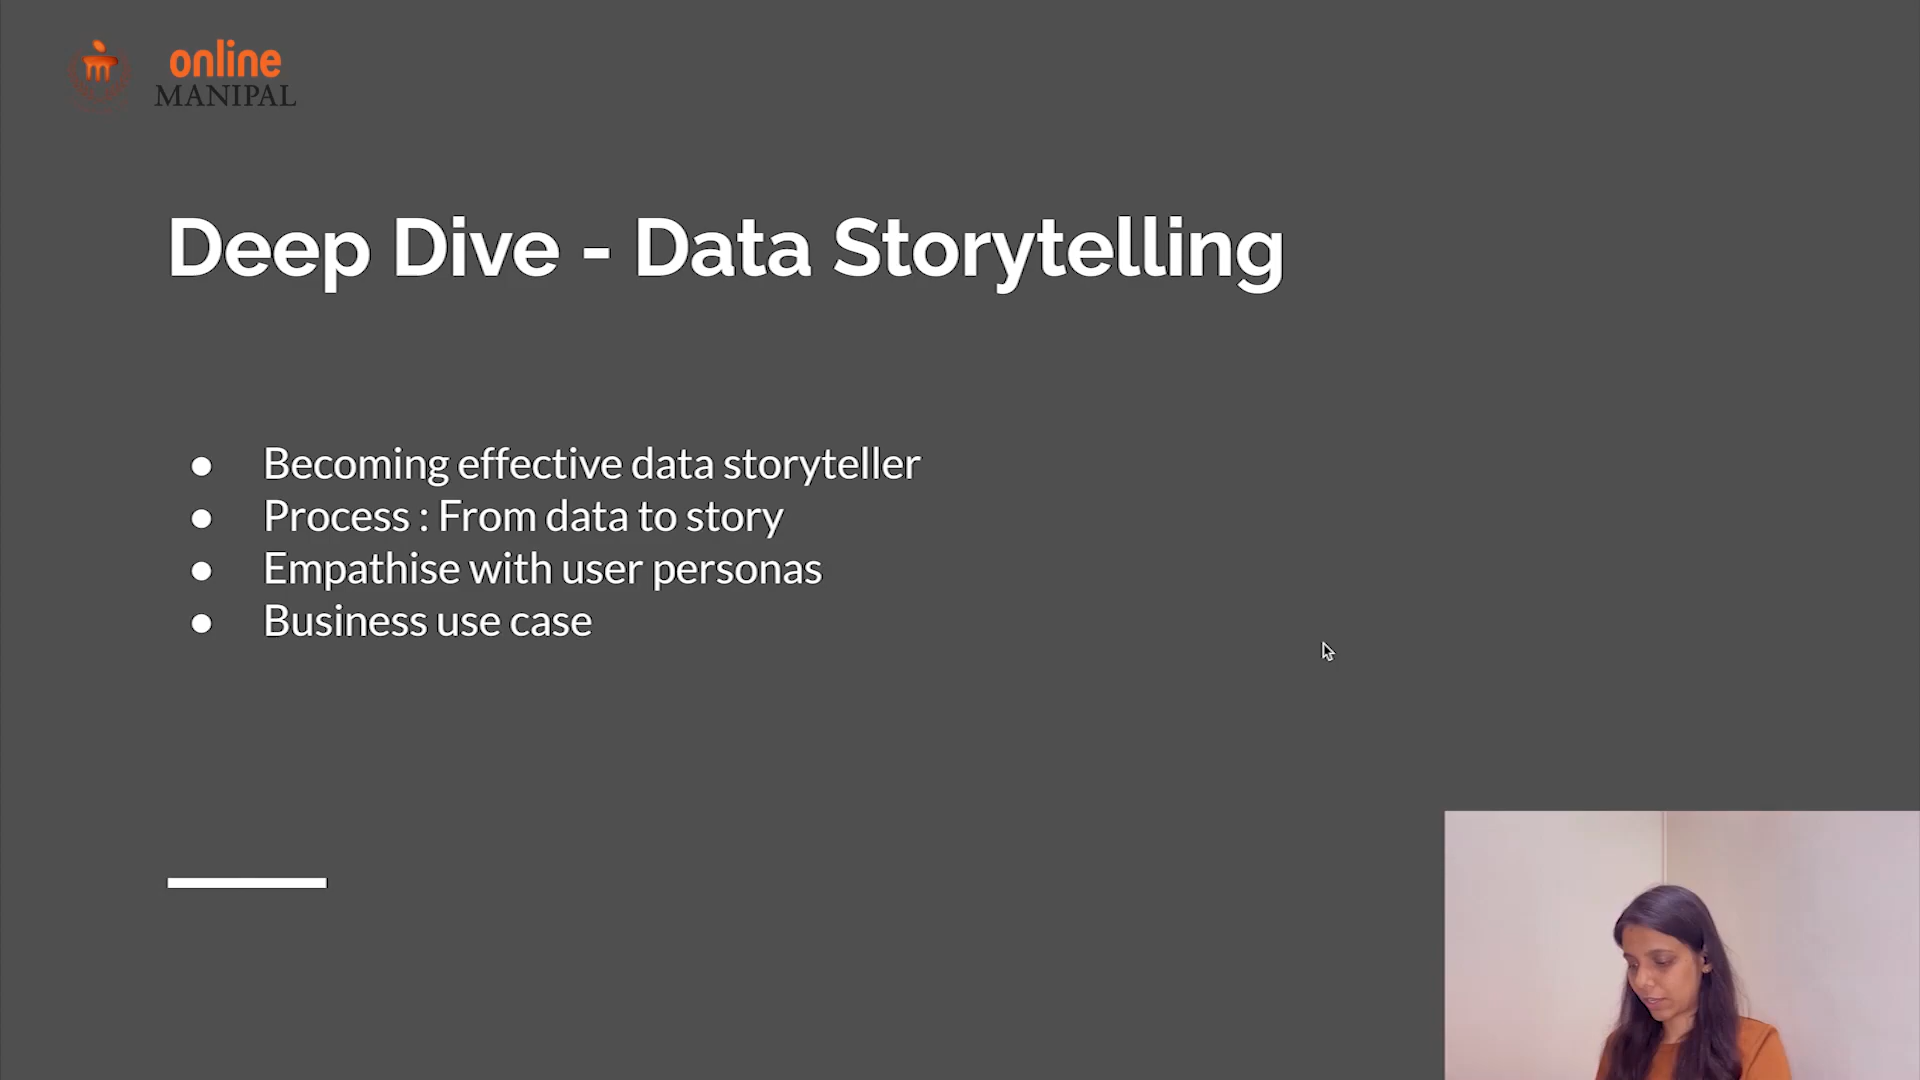 online
MANIPAL
Deep Dive - Data Storytelling
● Becoming effective data storyteller
● Process : From data to story
● Empathise with user personas
● Business use case